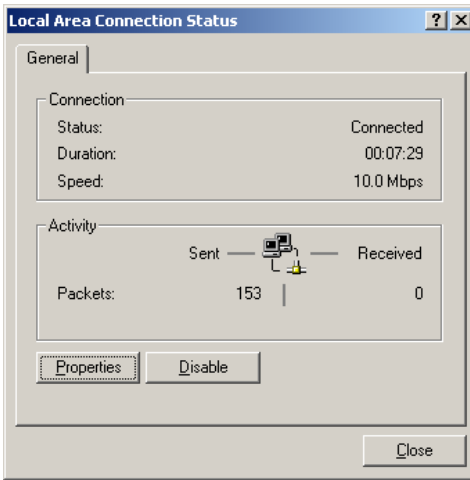 Local Area Connection Status
General
Connection
Status: Connected
Duration: 00:07:29
Speed: 10.0 Mbps
Activity
Sent Received
Packets: 153 0
Properties Disable
Close